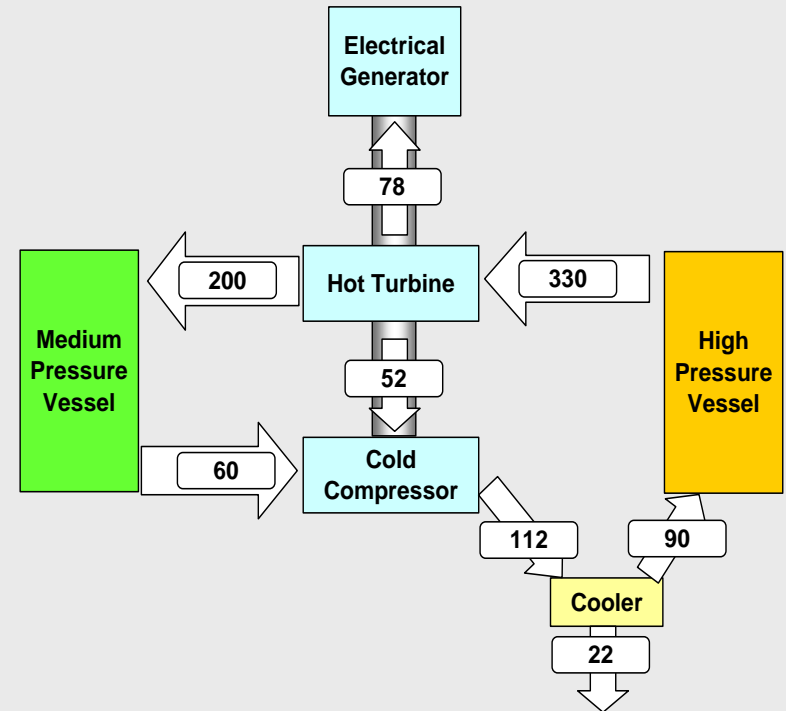 Electrical
Generator
78
200
Hot Turbine
330
Medium
Pressure
Vessel
High
Pressure
Vessel
52
60
Cold
Compressor
112
90
Cooler
22